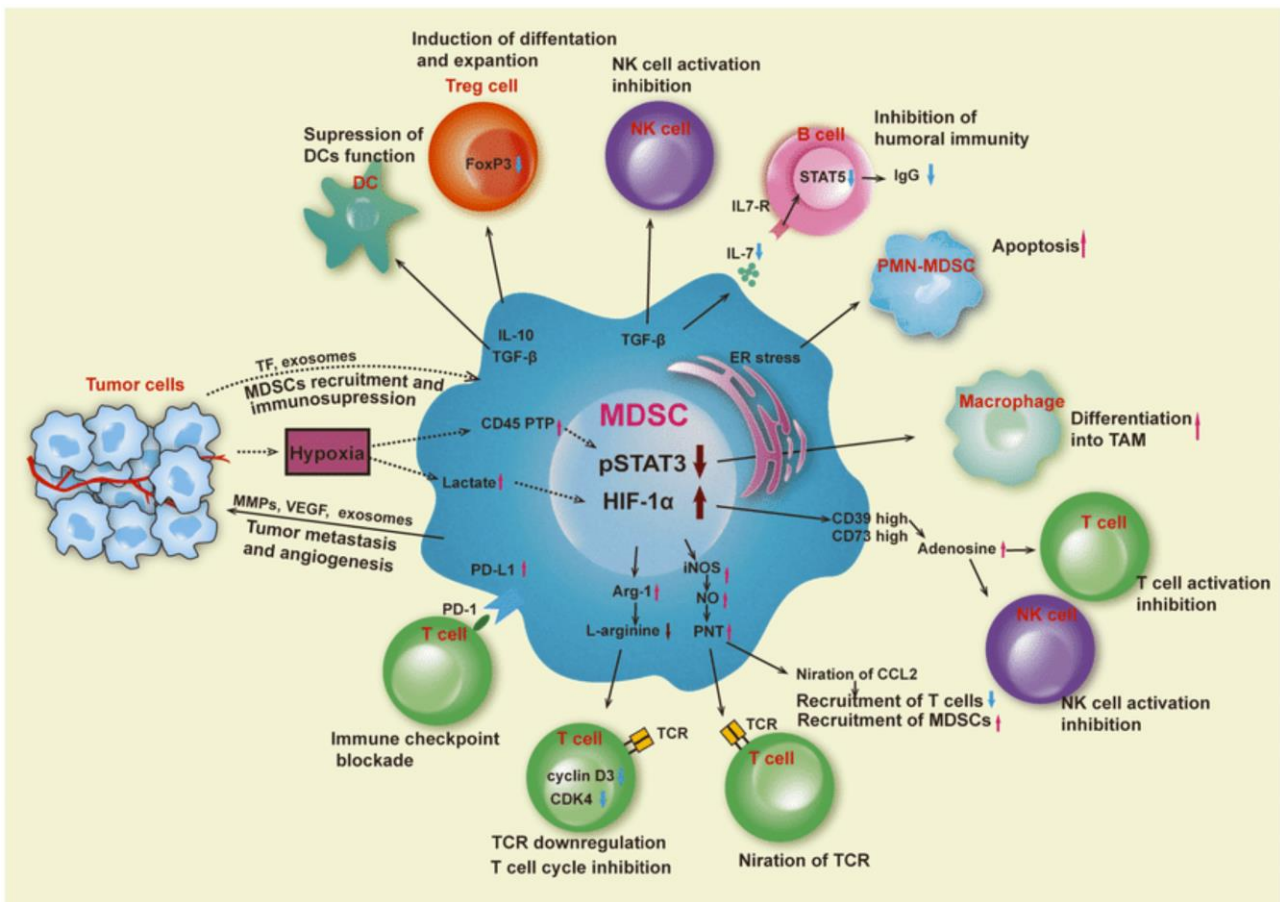 Induction of diffentation
and expantion
Treg cell
FoxP3
NK cell activation
inhibition
NK cell
Supression of
DCs function
DC
B cell
STAT5
IgG
Inhibition of
humoral immunity
IL7-R
IL-7
PMN-MDSC
Apoptosis
IL-10
TGF-β
TGF-β
ER stress
TF, exosomes
MDSCs recruitment and
immunosupression
Tumor cells
Hypoxia
CD45 PTP
Lactate
MDSC
pSTAT3
HIF-1α
Macrophage
Differentiation
into TAM
MMPs, VEGF, exosomes
Tumor metastasis
and angiogenesis
CD39 high
CD73 high
Adenosine
T cell
T cell activation
inhibition
NK cell
NK cell activation
inhibition
PD-L1
PD-1
T cell
Immune checkpoint
blockade
Arg-1
L-arginine
iNOS
NO
PNT
Niration of CCL2
Recruitment of T cells
Recruitment of MDSCs
T cell
TCR
cyclin D3
CDK4
TCR downregulation
T cell cycle inhibition
TCR
T cell
Niration of TCR